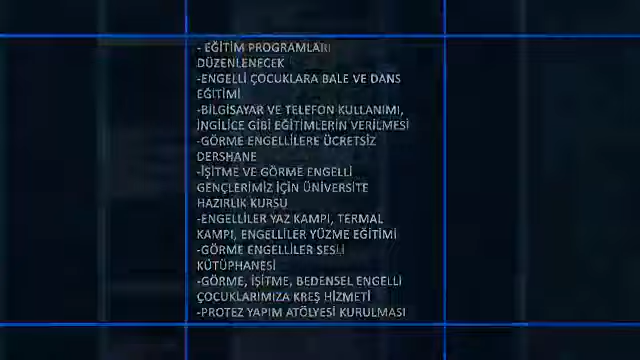 - EĞİTİM PROGRAMLARI
DÜZENLENECEK
-ENGELLİ ÇOCUKLARA BALE VE DANS
EĞİTİMİ
-BİLGİSAYAR VE TELEFON KULLANIMI,
İNGİLİCE GİBİ EĞİTİMLERİN VERİLMESİ
-GÖRME ENGELLİLERE ÜCRETSİZ
DERSHANE
-İŞİTME VE GÖRME ENGELLİ
GENÇLERİMİZ İÇİN ÜNİVERSİTE
HAZIRLIK KURSU
-ENGELLİLER YAZ KAMPI, TERMAL
KAMPI, ENGELLİLER YÜZME EĞİTİMİ
-GÖRME ENGELLİLER SESLİ
KÜTÜPHANESİ
-GÖRME, İŞİTME, BEDENSEL ENGELLİ
ÇOCUKLARIMIZA KREŞ HİZMETİ
-PROTEZ YAPIM ATÖLYESİ KURULMASI